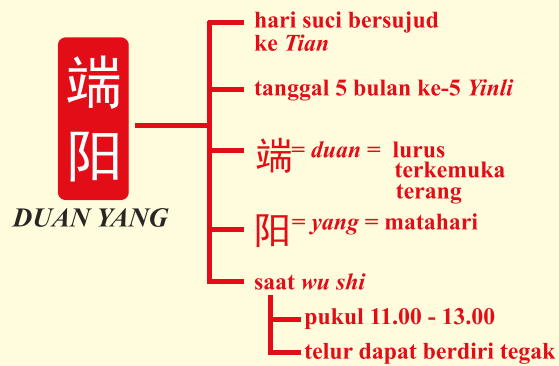 端
阳
DUAN YANG
hari suci bersujud
ke Tian
tanggal 5 bulan ke-5 Yinli
端 = duan = lurus
terkemuka
terang
阳 = yang = matahari
saat wu shi
pukul 11.00 - 13.00
telur dapat berdiri tegak